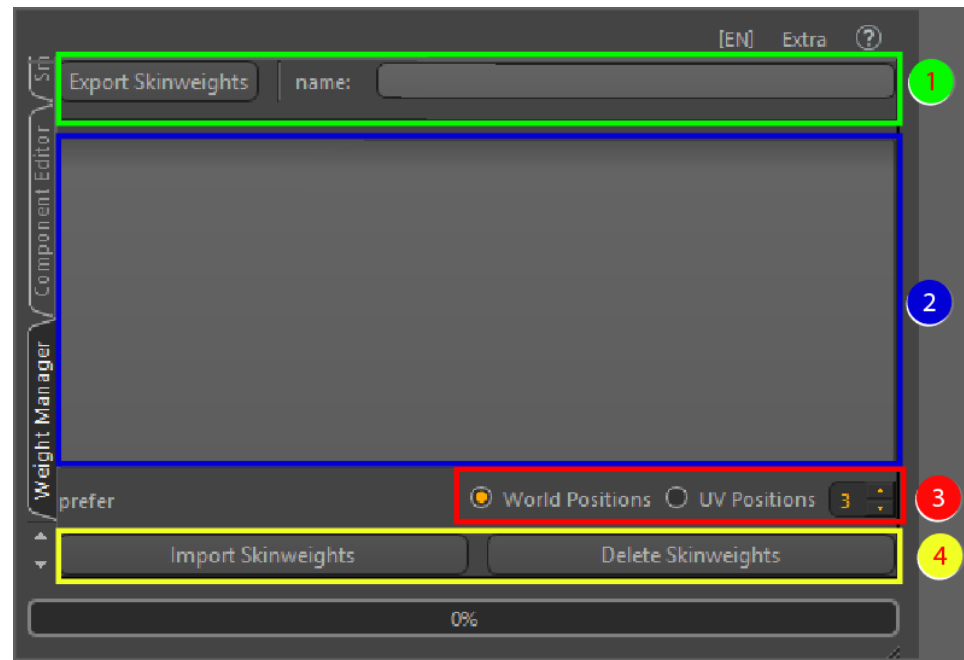 [EN] Extra ?
Export Skinweights name:
1
Component Editor
2
Weight Manager
prefer World Positions UV Positions 3
3
Import Skinweights Delete Skinweights
4
0%